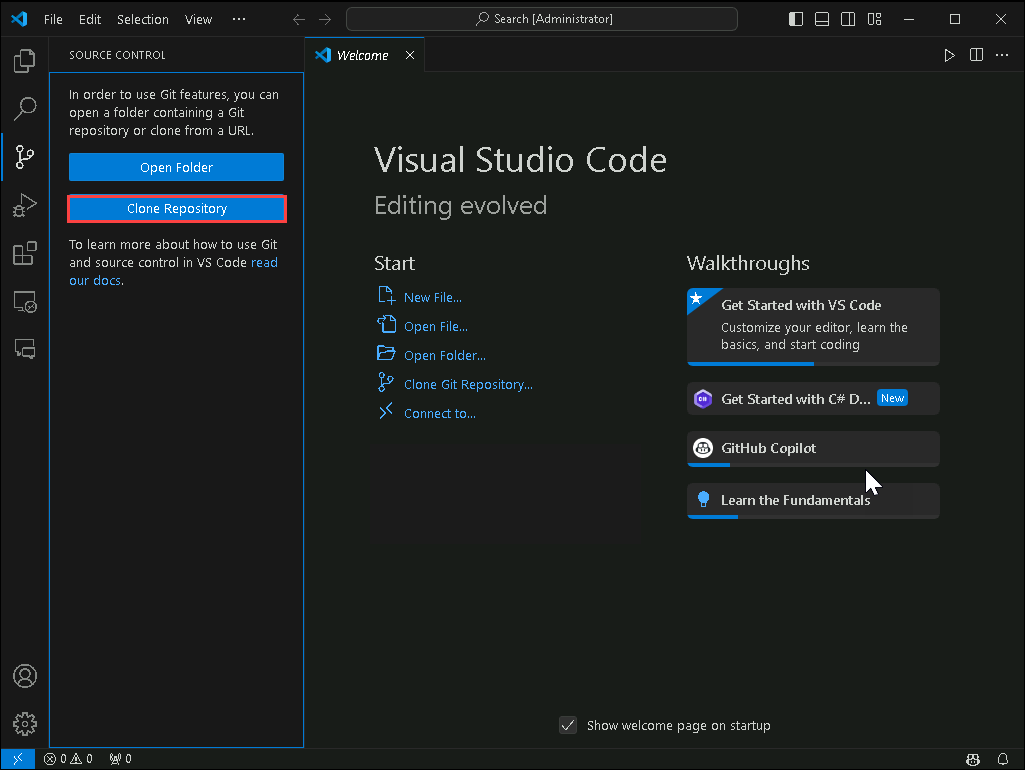 File Edit Selection View ··· Search [Administrator]
SOURCE CONTROL
Welcome
In order to use Git features, you can
open a folder containing a Git
repository or clone from a URL.
Open Folder
Clone Repository
To learn more about how to use Git
and source control in VS Code read
our docs.
Visual Studio Code
Editing evolved
Start
New File...
Open File...
Open Folder...
Clone Git Repository...
Connect to...
Walkthroughs
Get Started with VS Code
Customize your editor, learn the
basics, and start coding
Get Started with C# D... New
GitHub Copilot
Learn the Fundamentals
Show welcome page on startup
0 0 0